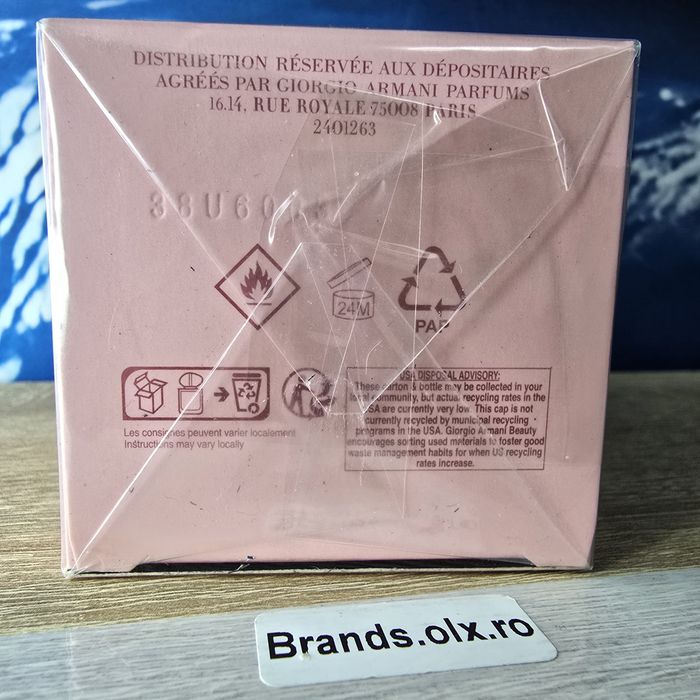 DISTRIBUTION RÉSERVÉE AUX DÉPOSITAIRES
AGRÉÉS PAR GIORGIO ARMANI PARFUMS
16.14, RUE ROYALE 75008 PARIS
2401263
38U60
24M
PAP
Les consignes peuvent varier localement
Instructions may vary locally
USA DISPOSAL ADVISORY:
These carton & bottle may be collected in your
local community, but actual recycling rates in the
USA are currently very low. This cap is not
currently recycled by municipal recycling
programs in the USA. Giorgio Armani Beauty
encourages sorting used materials to foster good
waste management habits for when US recycling
rates increase.
Brands.olx.ro